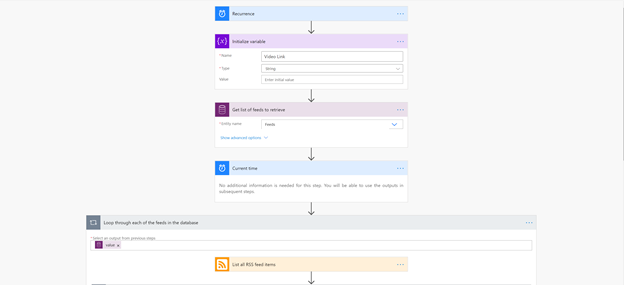 Recurrence
Initialize variable
* Name
Video Link
* Type
String
Value
Enter initial value
Get list of feeds to retrieve
* Entity name
Feeds
Show advanced options
Current time
No additional information is needed for this step. You will be able to use the outputs in
subsequent steps.
Loop through each of the feeds in the database
* Select an output from previous steps
value x
List all RSS feed items